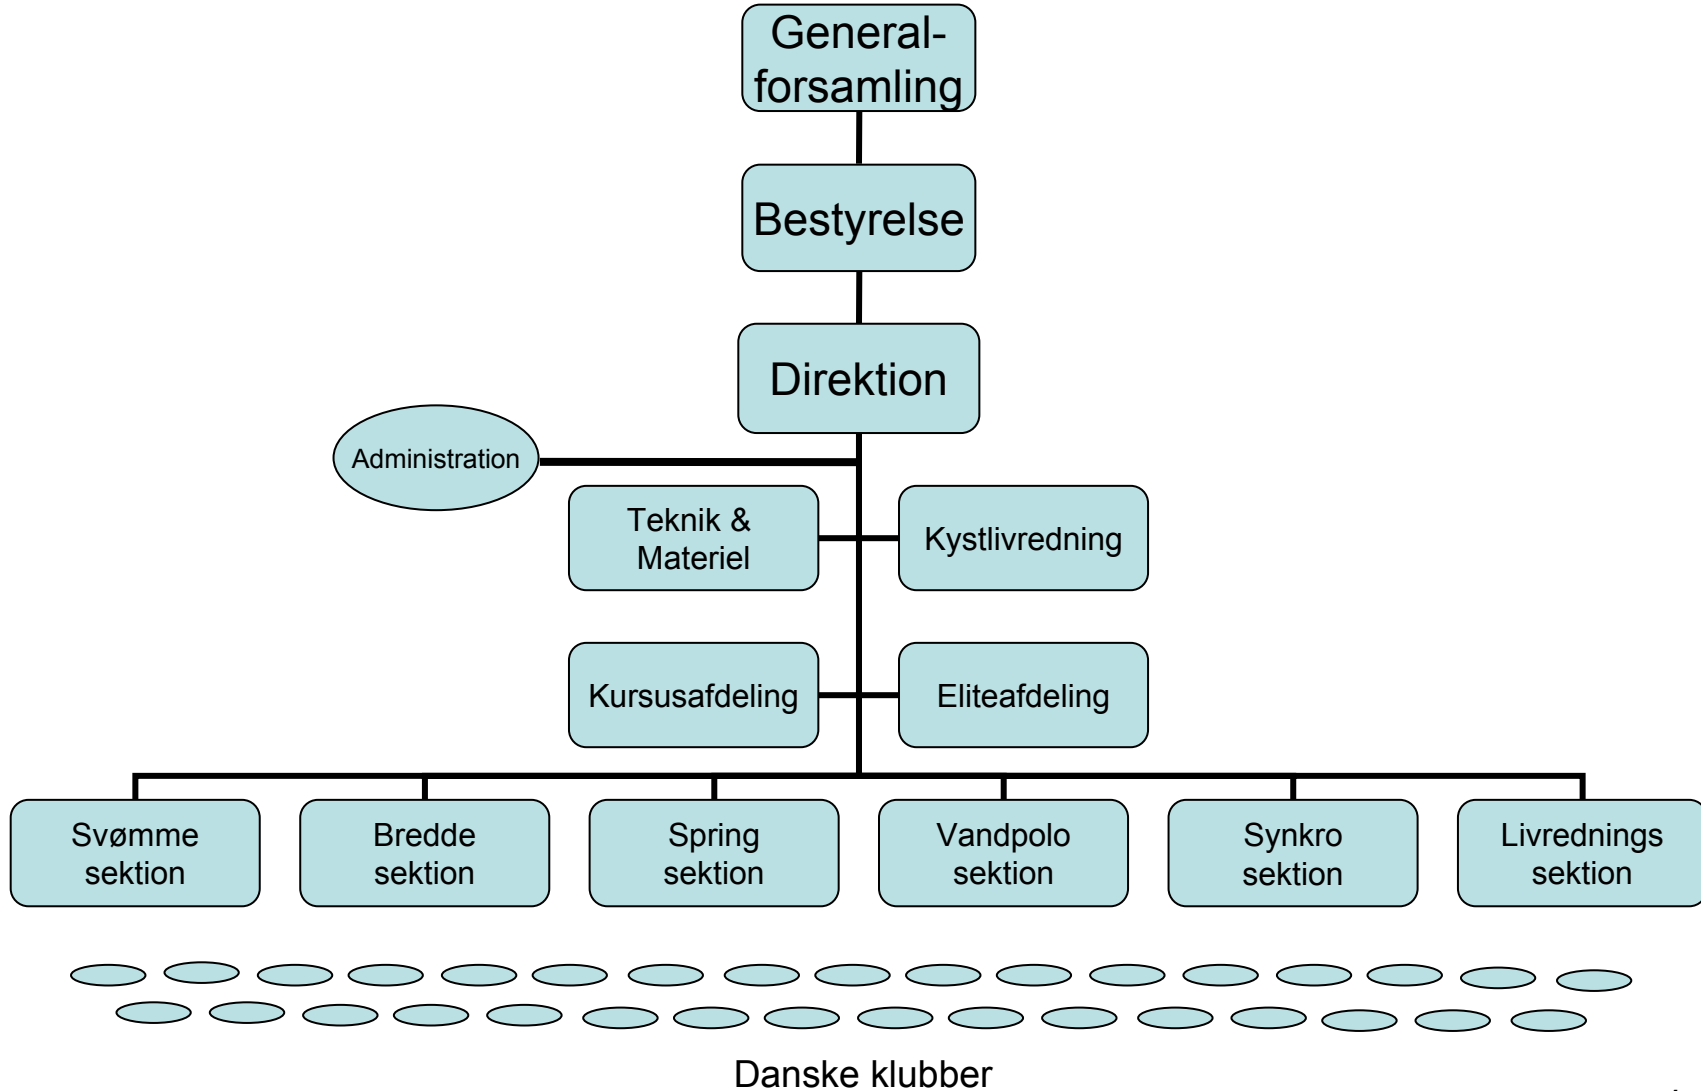 General-
forsamling
Bestyrelse
Direktion
Administration
Teknik &
Materiel
Kystlivredning
Kursusafdeling
Eliteafdeling
Svømme
sektion
Bredde
sektion
Spring
sektion
Vandpolo
sektion
Synkro
sektion
Livrednings
sektion
Danske klubber